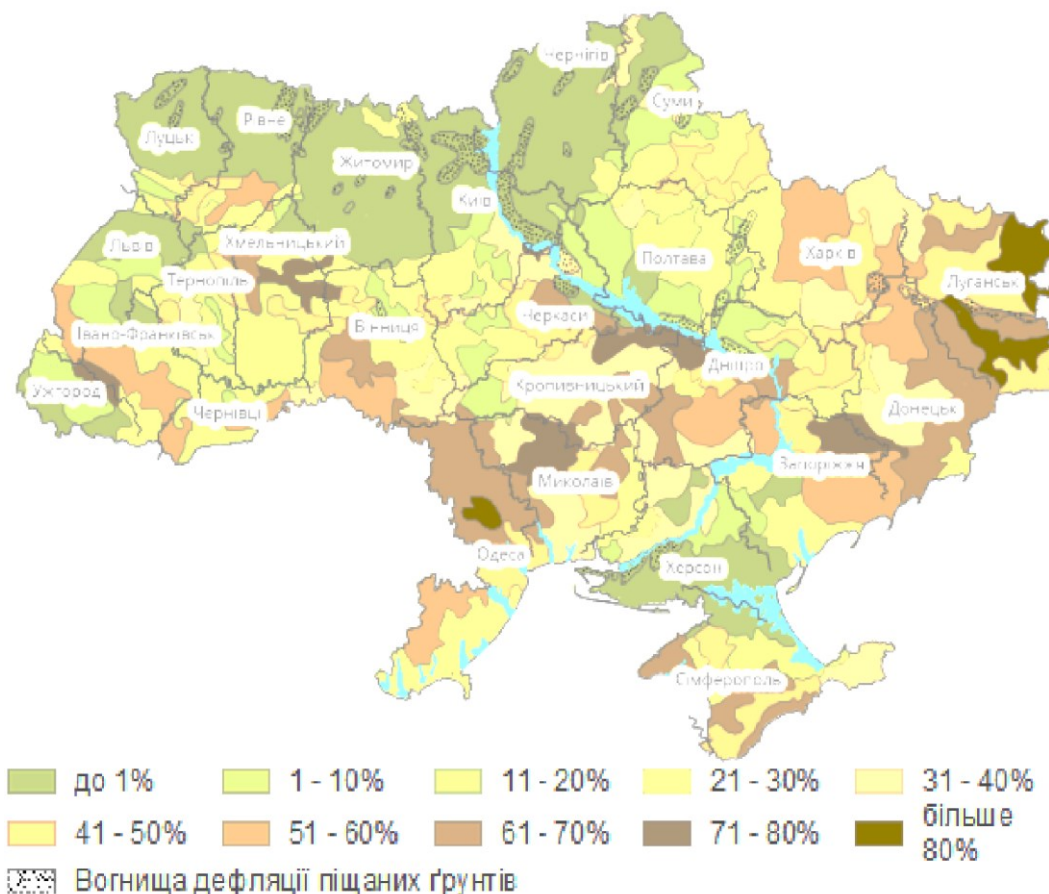 Чернігів
Суми
Луцьк
Рівне
Житомир
Київ
Львів
Хмельницький
Полтава
Харків
Тернопіль
Луганськ
Івано-Франківськ
Вінниця
Черкаси
Ужгород
Кропивницький
Дніпро
Чернівці
Донецьк
Запоріжжя
Миколаїв
Одеса
Херсон
Сімферополь
до 1%
1 - 10%
11 - 20%
21 - 30%
31 - 40%
41 - 50%
51 - 60%
61 - 70%
71 - 80%
більше
80%
Вогнища дефляції піщаних ґрунтів